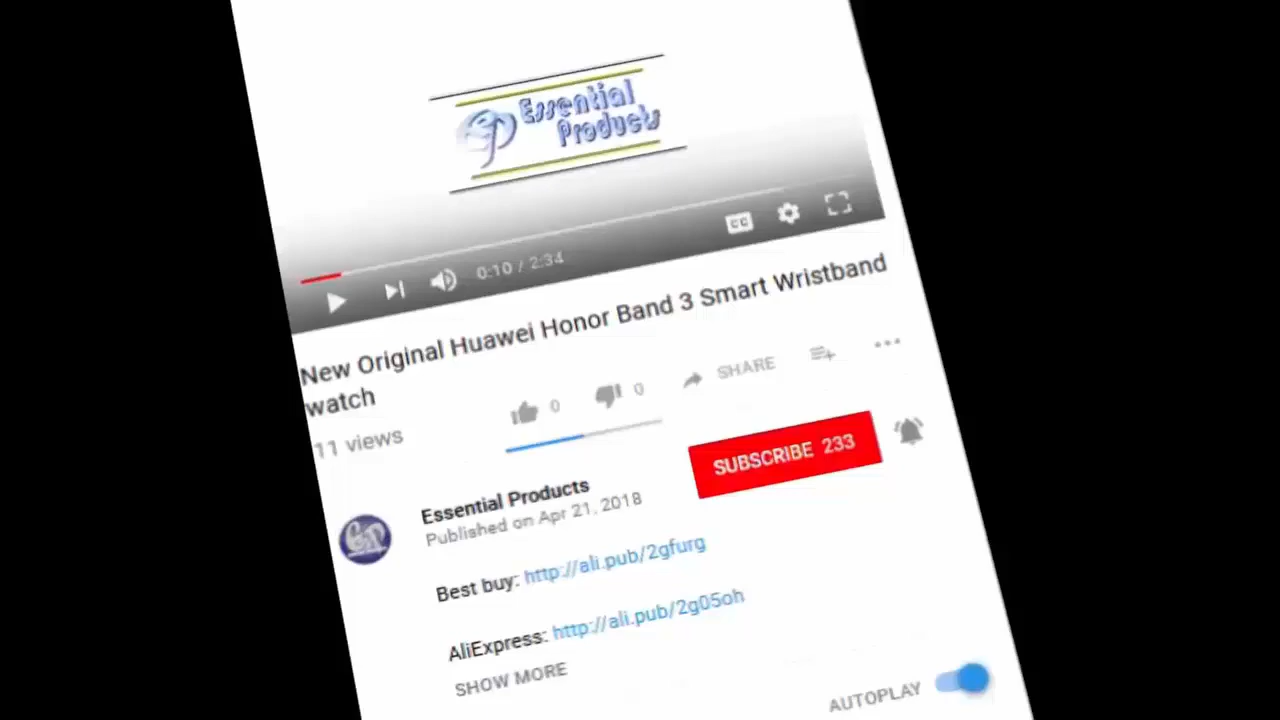 Essential
Products
CC
0:10 / 2:34
New Original Huawei Honor Band 3 Smart Wristband
watch
11 views
0
0
SHARE
SUBSCRIBE 233
Essential Products
Published on Apr 21, 2018
Best buy: http://ali.pub/2gfurg
AliExpress: http://ali.pub/2g05oh
SHOW MORE
AUTOPLAY